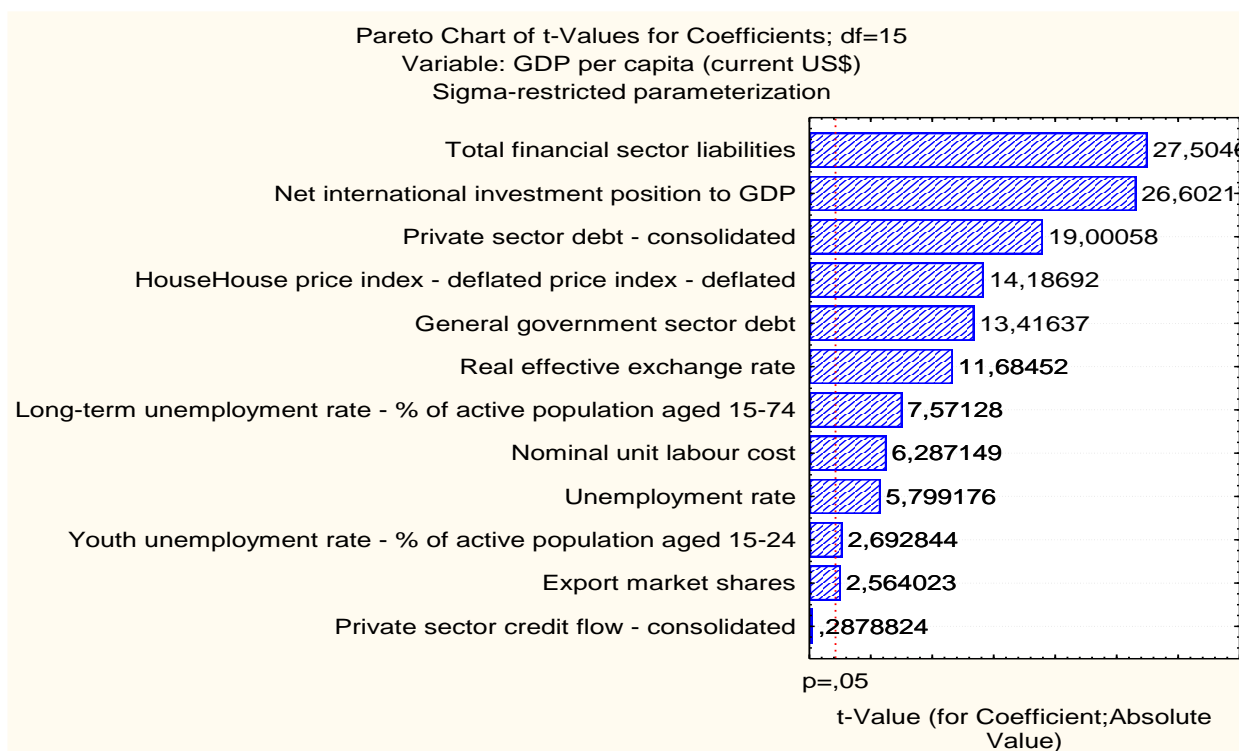 Pareto Chart of t-Values for Coefficients; df=15
Variable: GDP per capita (current US$)
Sigma-restricted parameterization
Total financial sector liabilities 27,5046
Net international investment position to GDP 26,6021
Private sector debt - consolidated 19,00058
HouseHouse price index - deflated price index - deflated 14,18692
General government sector debt 13,41637
Real effective exchange rate 11,68452
Long-term unemployment rate - % of active population aged 15-74 7,57128
Nominal unit labour cost 6,287149
Unemployment rate 5,799176
Youth unemployment rate - % of active population aged 15-24 2,692844
Export market shares 2,564023
Private sector credit flow - consolidated ,2878824
p=,05
t-Value (for Coefficient;Absolute
Value)